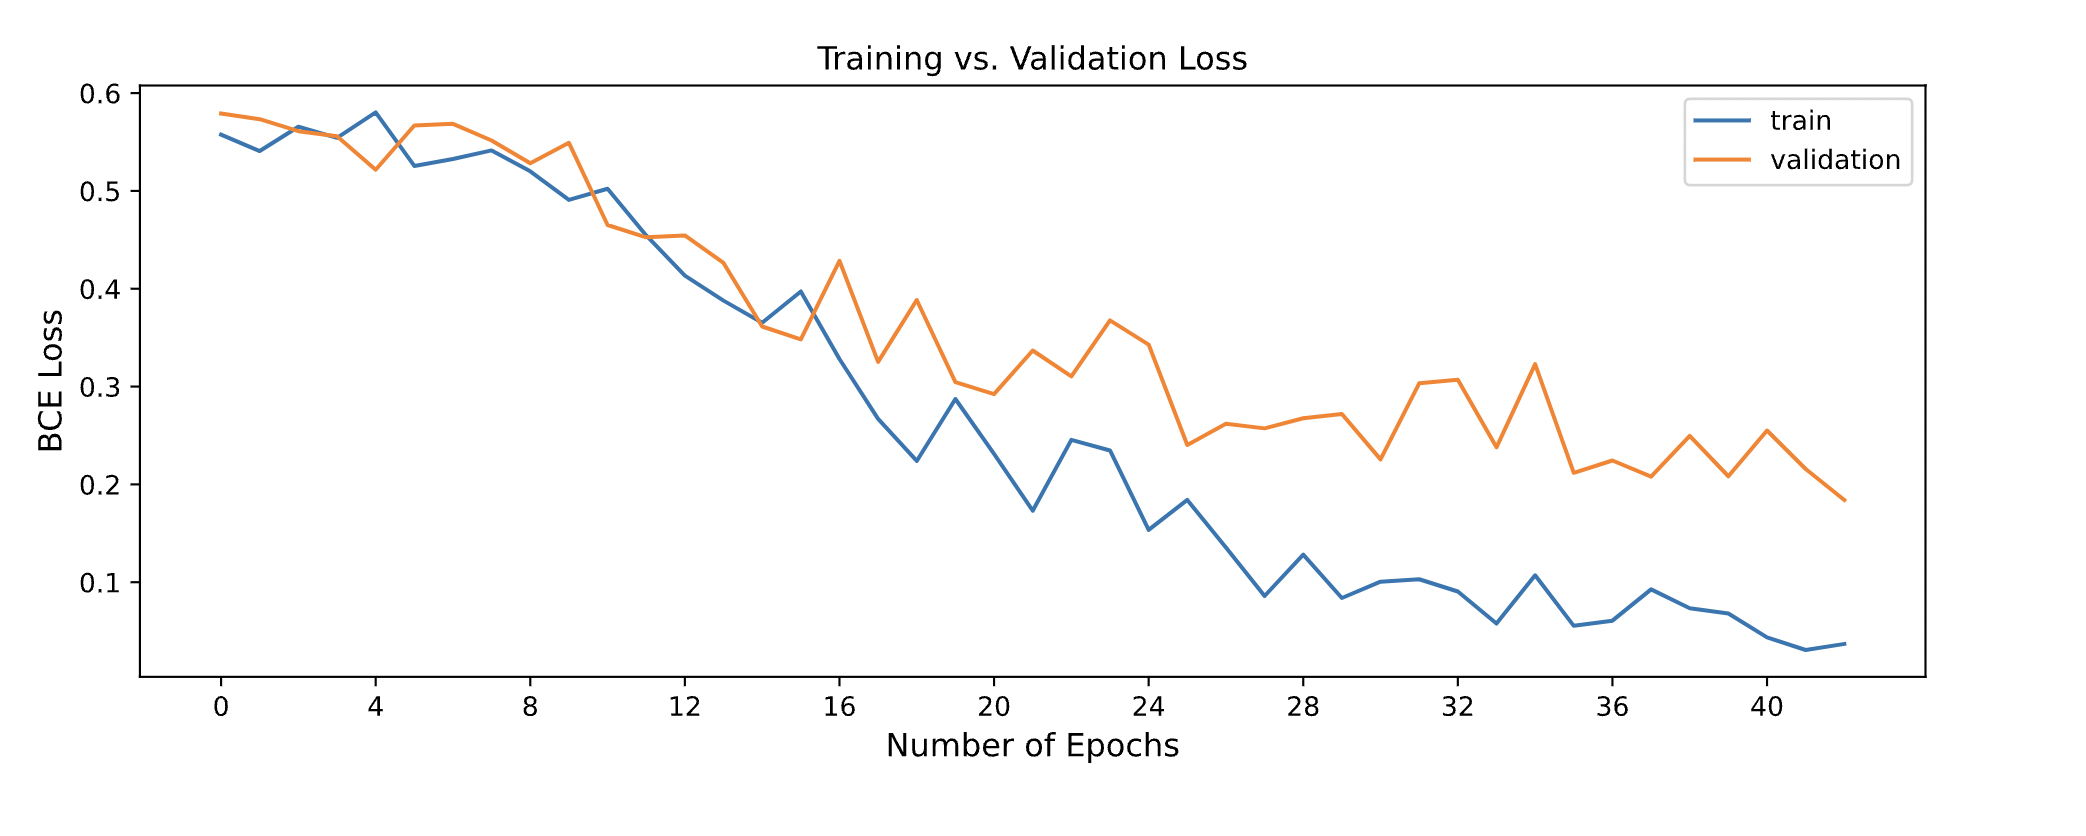 Training vs. Validation Loss
train
validation
BCE Loss
0.6
0.5
0.4
0.3
0.2
0.1
0 4 8 12 16 20 24 28 32 36 40
Number of Epochs